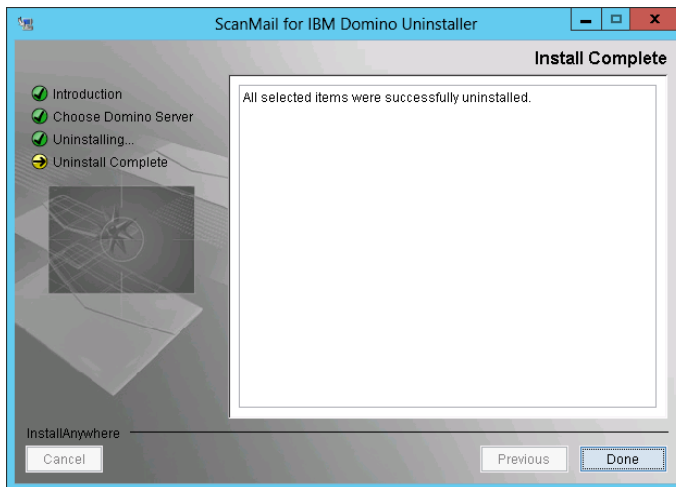 ScanMail for IBM Domino Uninstaller
Install Complete
Introduction
Choose Domino Server
Uninstalling...
Uninstall Complete
All selected items were successfully uninstalled.
InstallAnywhere
Cancel
Previous
Done